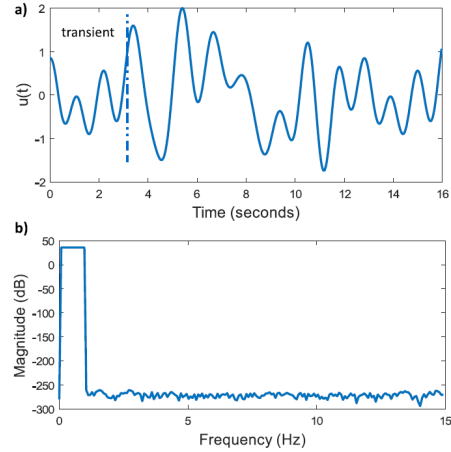 a)
transient
2
1
0
-1
-2
u(t)
0 2 4 6 8 10 12 14 16
Time (seconds)
b)
50
0
-50
-100
-150
-200
-250
-300
Magnitude (dB)
0 5 10 15
Frequency (Hz)